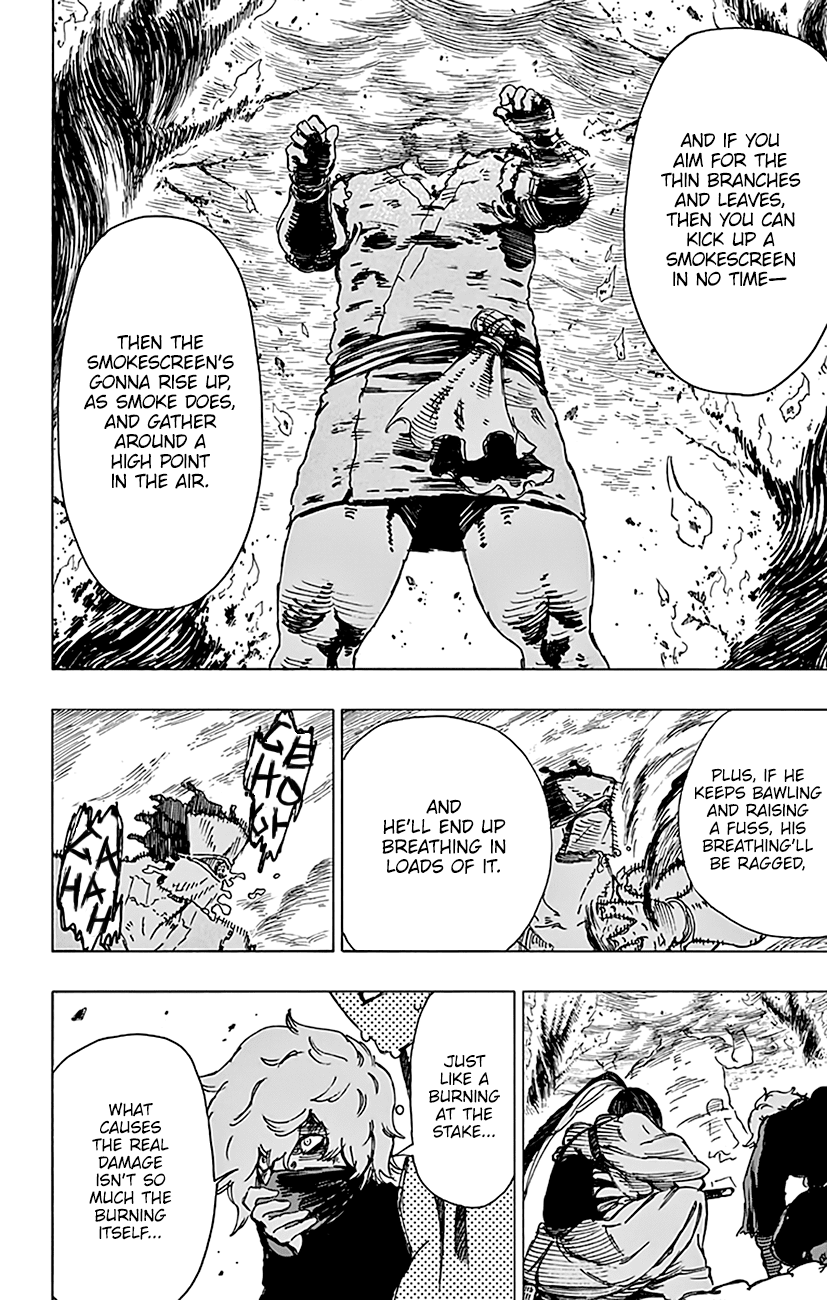 AND IF YOU
AIM FOR THE
THIN BRANCHES
AND LEAVES,
THEN YOU CAN
KICK UP A
SMOKESCREEN
IN NO TIME—
THEN THE
SMOKESCREEN'S
GONNA RISE UP,
AS SMOKE DOES,
AND GATHER
AROUND A
HIGH POINT
IN THE AIR.
PLUS, IF HE
KEEPS BAWLING
AND RAISING
A FUSS, HIS
BREATHING'LL
BE RAGGED,
AND
HE'LL END UP
BREATHING IN
LOADS OF IT.
GEHOGH
GAHAH
JUST
LIKE A
BURNING
AT THE
STAKE...
WHAT
CAUSES
THE REAL
DAMAGE
ISN'T SO
MUCH THE
BURNING
ITSELF...